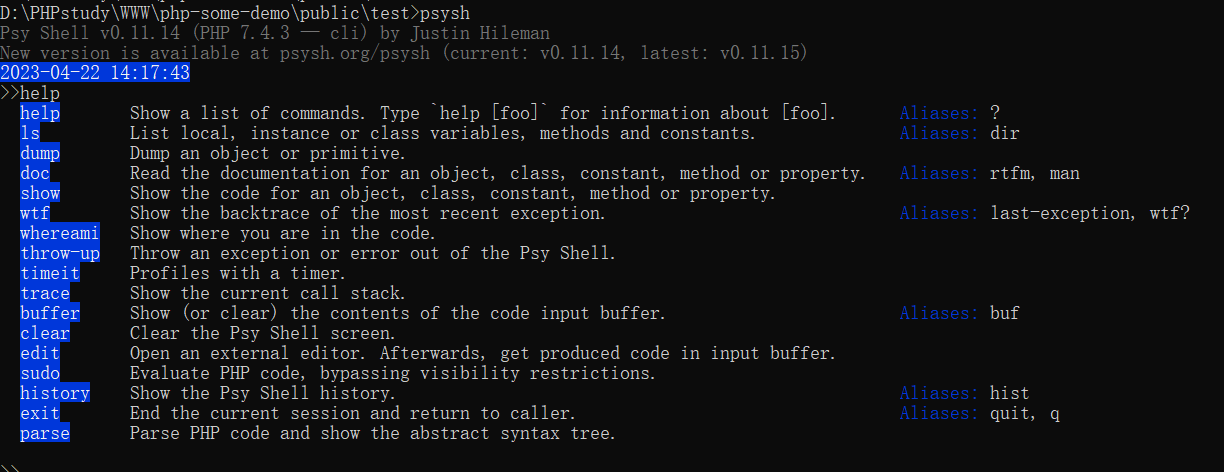 D:\PHPstudy\WWW\php-some-demo\public\test>psysh
Psy Shell v0.11.14 (PHP 7.4.3 — cli) by Justin Hileman
New version is available at psysh.org/psysh (current: v0.11.14, latest: v0.11.15)
2023-04-22 14:17:43
>>help
help Show a list of commands. Type `help [foo]` for information about [foo]. Aliases: ?
ls List local, instance or class variables, methods and constants. Aliases: dir
dump Dump an object or primitive.
doc Read the documentation for an object, class, constant, method or property. Aliases: rtfm, man
show Show the code for an object, class, constant, method or property.
wtf Show the backtrace of the most recent exception. Aliases: last-exception, wtf?
whereami Show where you are in the code.
throw-up Throw an exception or error out of the Psy Shell.
timeit Profiles with a timer.
trace Show the current call stack.
buffer Show (or clear) the contents of the code input buffer. Aliases: buf
clear Clear the Psy Shell screen.
edit Open an external editor. Afterwards, get produced code in input buffer.
sudo Evaluate PHP code, bypassing visibility restrictions.
history Show the Psy Shell history. Aliases: hist
exit End the current session and return to caller. Aliases: quit, q
parse Parse PHP code and show the abstract syntax tree.
>>